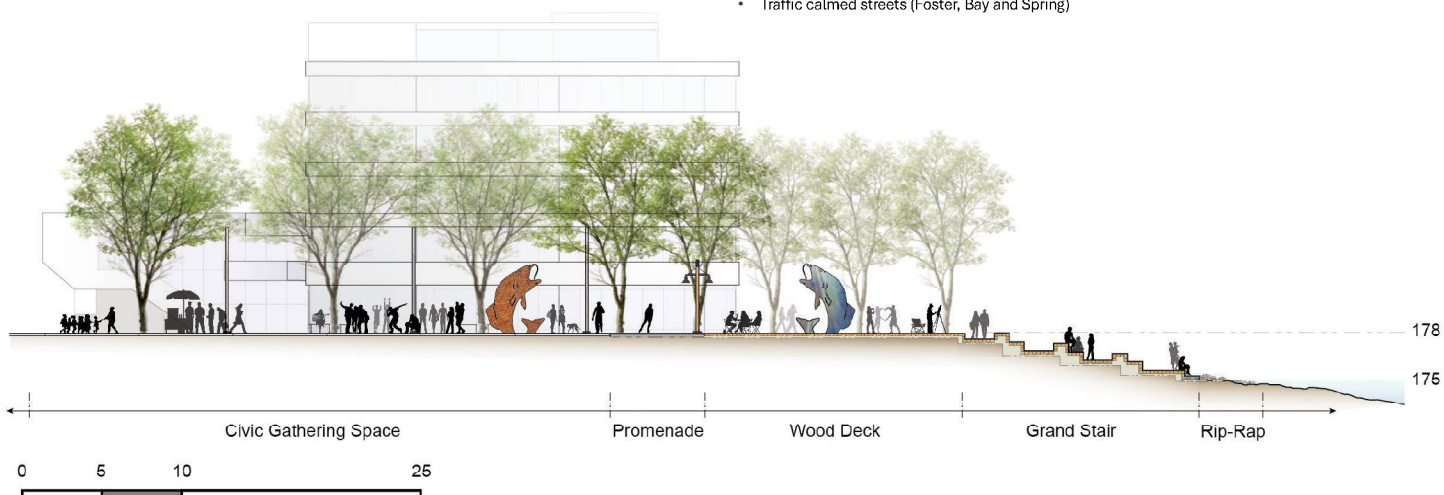 • Traffic calmed streets (Foster, Bay and Spring)
178
175
Civic Gathering Space
Promenade
Wood Deck
Grand Stair
Rip-Rap
0 5 10 25